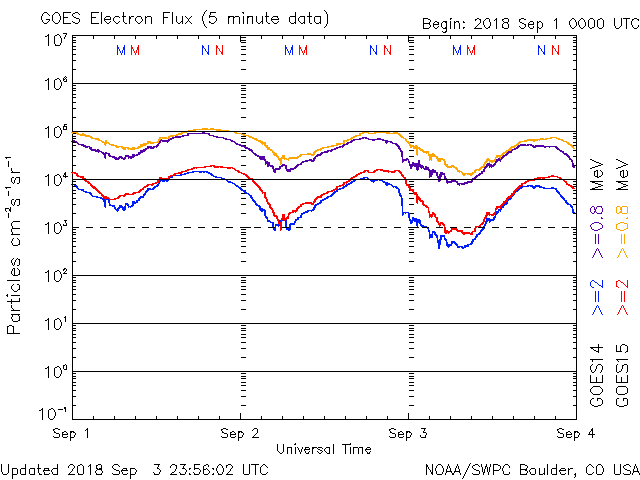 GOES Electron Flux (5 minute data)
Begin: 2018 Sep 1 0000 UTC
M M N N M M N N M M N N
10⁷
10⁶
10⁵
10⁴
10³
10²
10¹
10⁰
10⁻¹
Particles cm⁻²s⁻¹sr⁻¹
Sep 1 Sep 2 Sep 3 Sep 4
Universal Time
GOES14 >=2 >=0.8 MeV
GOES15 >=2 >=0.8 MeV
Updated 2018 Sep 3 23:56:02 UTC
NOAA/SWPC Boulder, CO USA